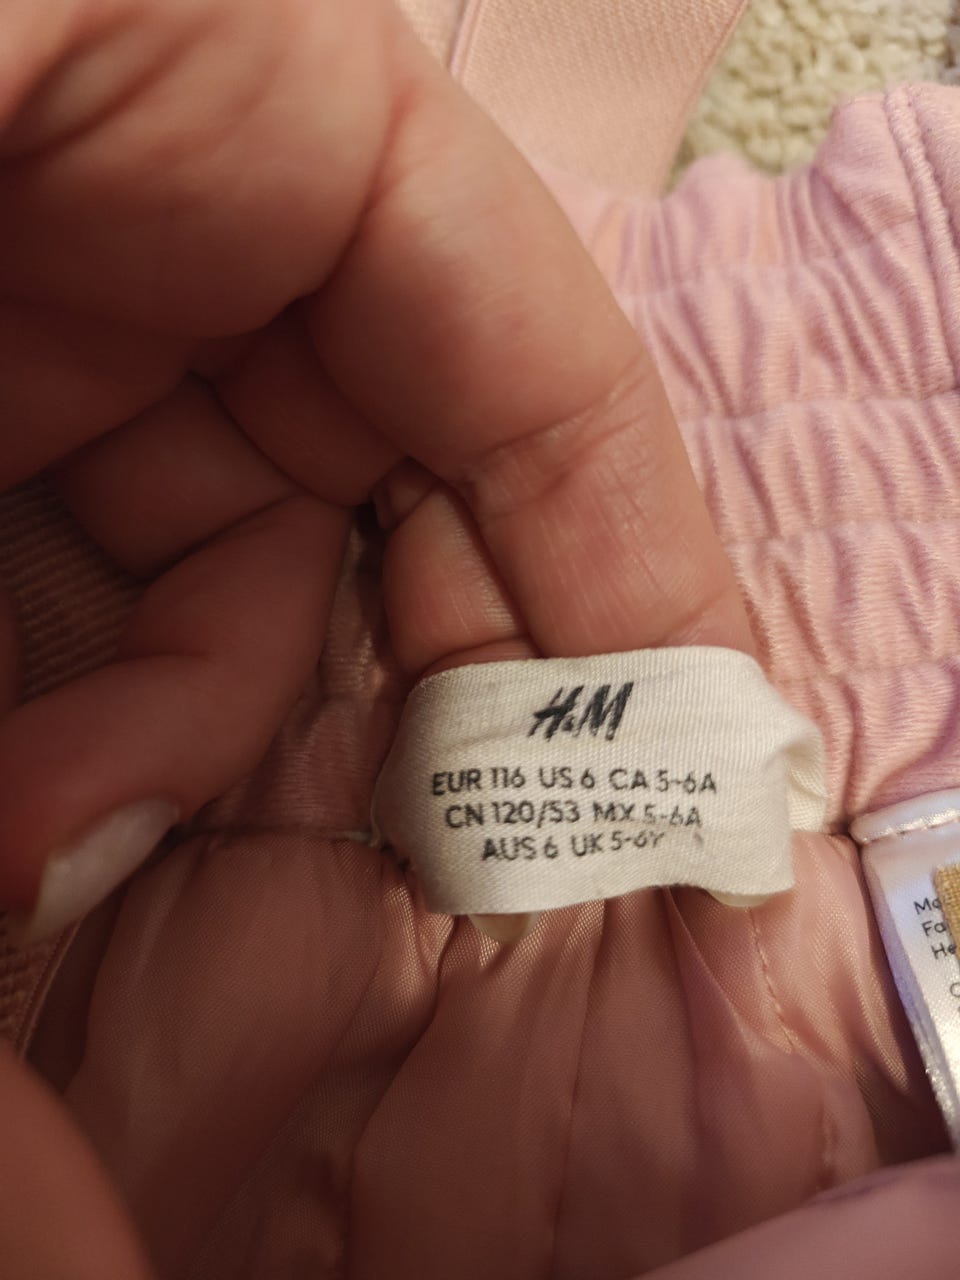 H&M
EUR 116 US 6 CA 5-6A
CN 120/53 MX 5-6A
AUS 6 UK 5-6Y